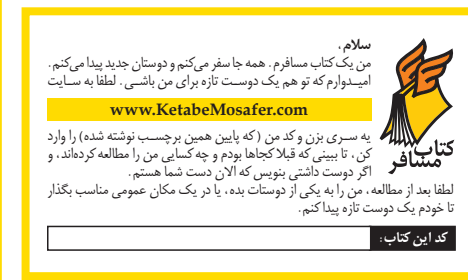 سلام،
من یک کتاب مسافرم. همه جا سفر می‌کنم و دوستان جدید پیدا می‌کنم.
امیدوارم که تو هم یک دوست تازه برای من باشی. لطفا به سایت
www.KetabeMosafer.com
یه سری بزن و کد من (که پایین همین برچسب نوشته شده) را وارد
کن، تا ببینی که قبلا کجاها بودم و چه کسایی من را مطالعه کرده‌اند، و
اگر دوست داشتی بنویس که الان دست شما هستم.
لطفا بعد از مطالعه، من را به یکی از دوستات بده، یا در یک مکان عمومی مناسب بگذار
تا خودم یک دوست تازه پیدا کنم.
کتاب
مسافر
کد این کتاب: